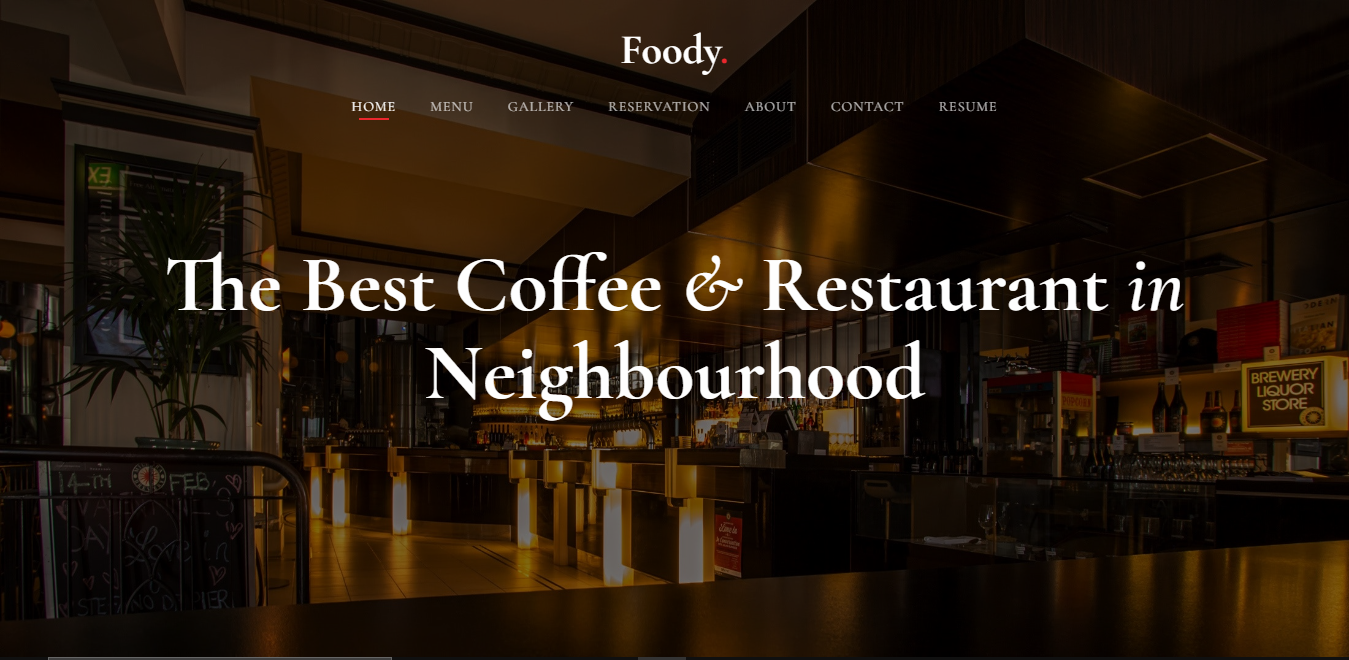 Foody.
HOME MENU GALLERY RESERVATION ABOUT CONTACT RESUME
The Best Coffee & Restaurant in
Neighbourhood
BREWERY
LIQUOR
STORE
14TH FEB.